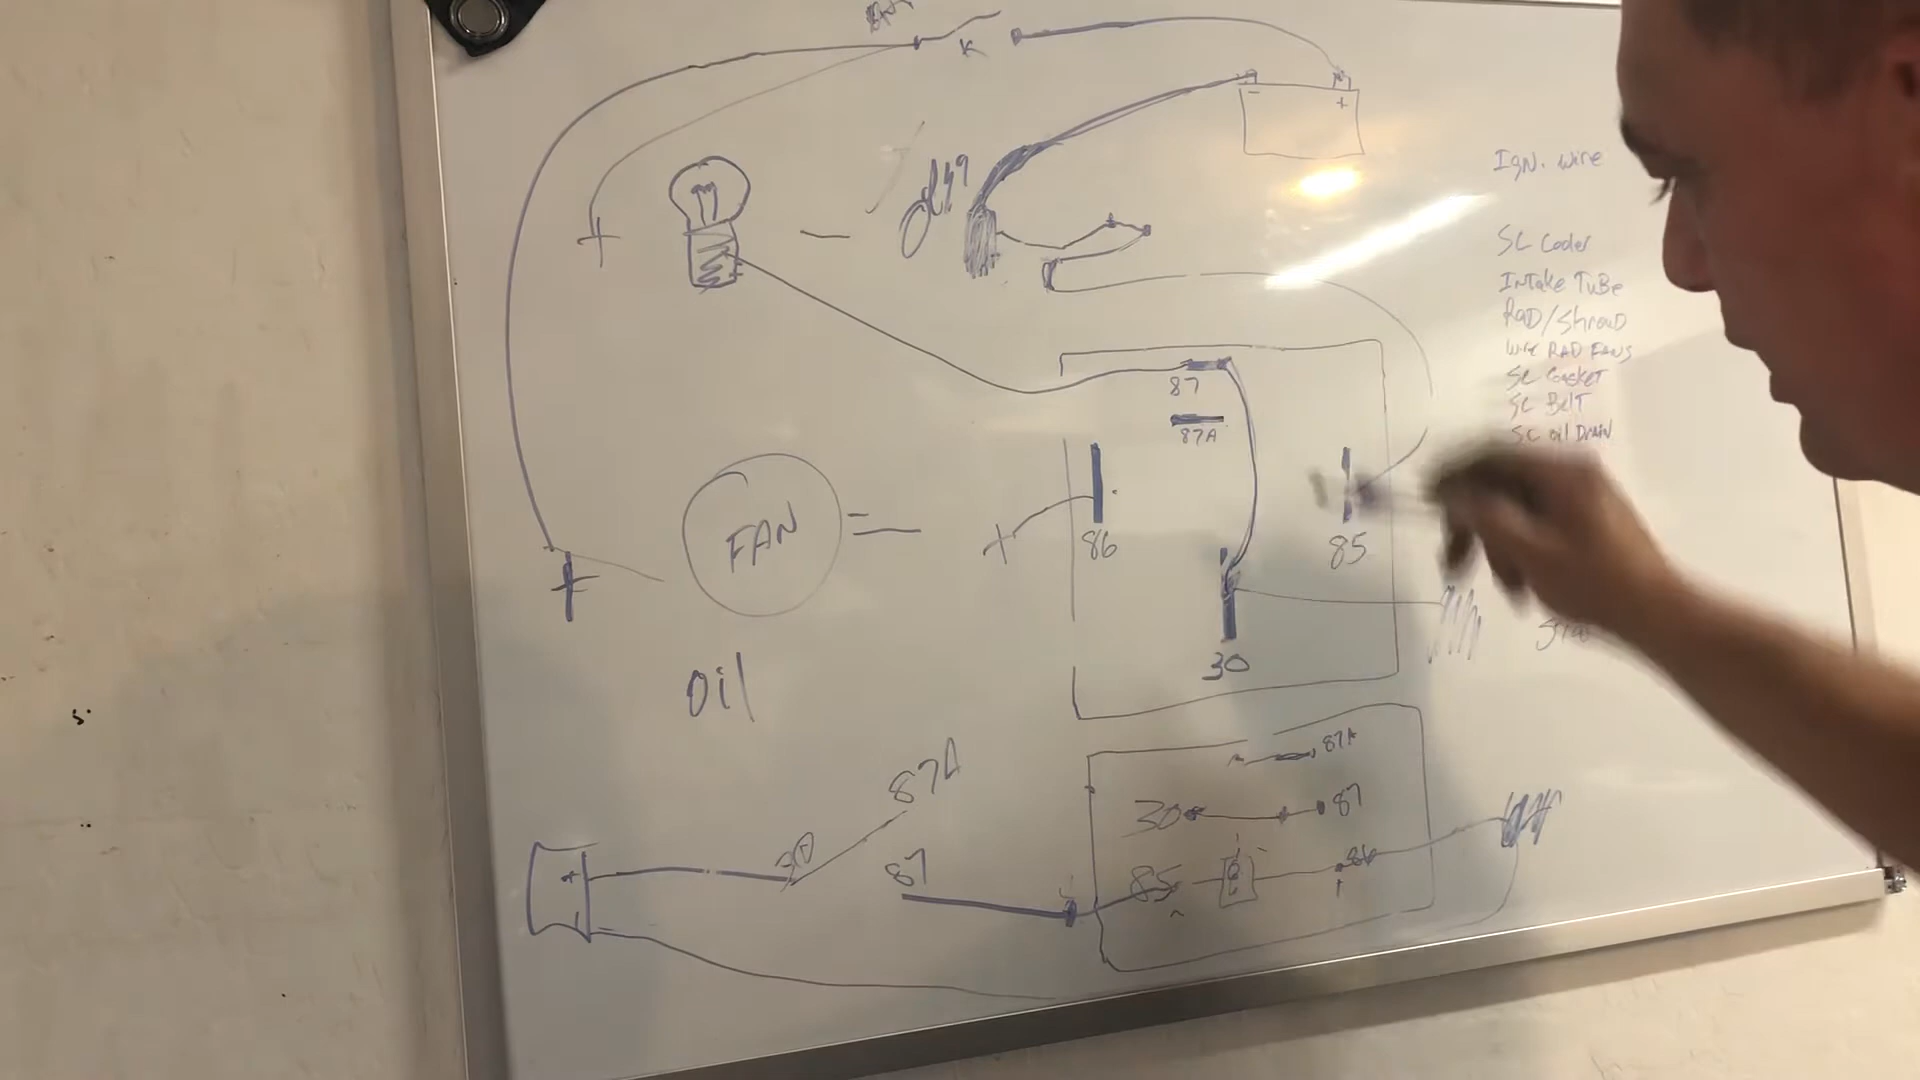 K
- +
Ign. wire
+ -
SC Cooler
Intake Tube
RAD/Shroud
wire RAD FANS
SC Gasket
SC Belt
SC oil Drain
87
87A
FAN
+
86
85
+
30
Oil
87A
87A
30
87
30
87
85
86
+